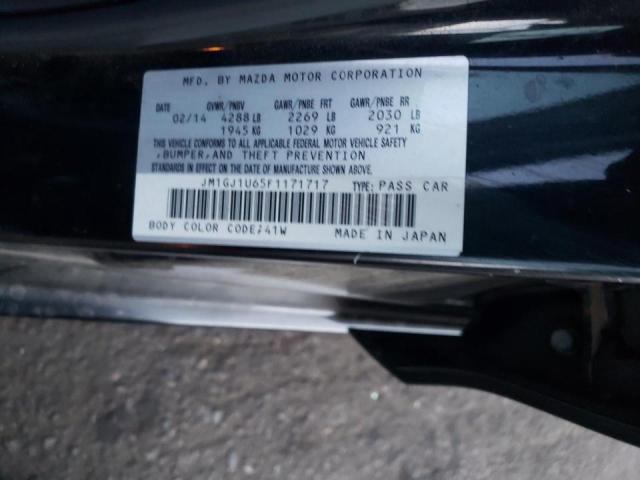 MFD. BY MAZDA MOTOR CORPORATION
DATE GVWR/PNBV GAWR/PNBE FRT GAWR/PNBE RR
02/14 4288 LB 2269 LB 2030 LB
1945 KG 1029 KG 921 KG
THIS VEHICLE CONFORMS TO ALL APPLICABLE FEDERAL MOTOR VEHICLE SAFETY,
,BUMPER,AND THEFT PREVENTION
STANDARDS IN EFFECT ON THE DATE OF MANUFACTURE SHOWN ABOVE.
JM1GJ1U65F1171717 TYPE: PASS CAR
BODY COLOR CODE:41W MADE IN JAPAN